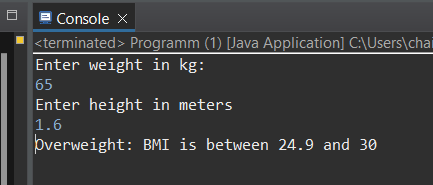 Console
<terminated> Programm (1) [Java Application] C:\Users\chai
Enter weight in kg:
65
Enter height in meters
1.6
Overweight: BMI is between 24.9 and 30